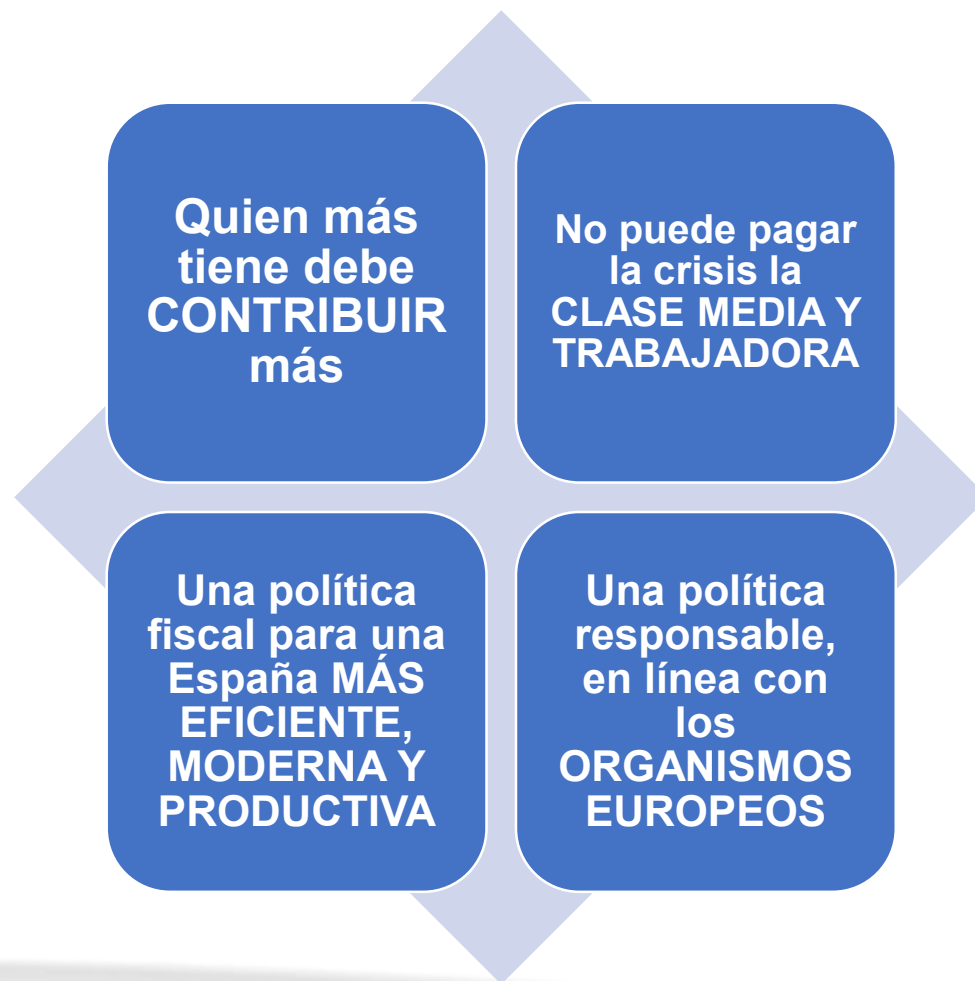 Quien más
tiene debe
CONTRIBUIR
más
No puede pagar
la crisis la
CLASE MEDIA Y
TRABAJADORA
Una política
fiscal para una
España MÁS
EFICIENTE,
MODERNA Y
PRODUCTIVA
Una política
responsable,
en línea con
los
ORGANISMOS
EUROPEOS